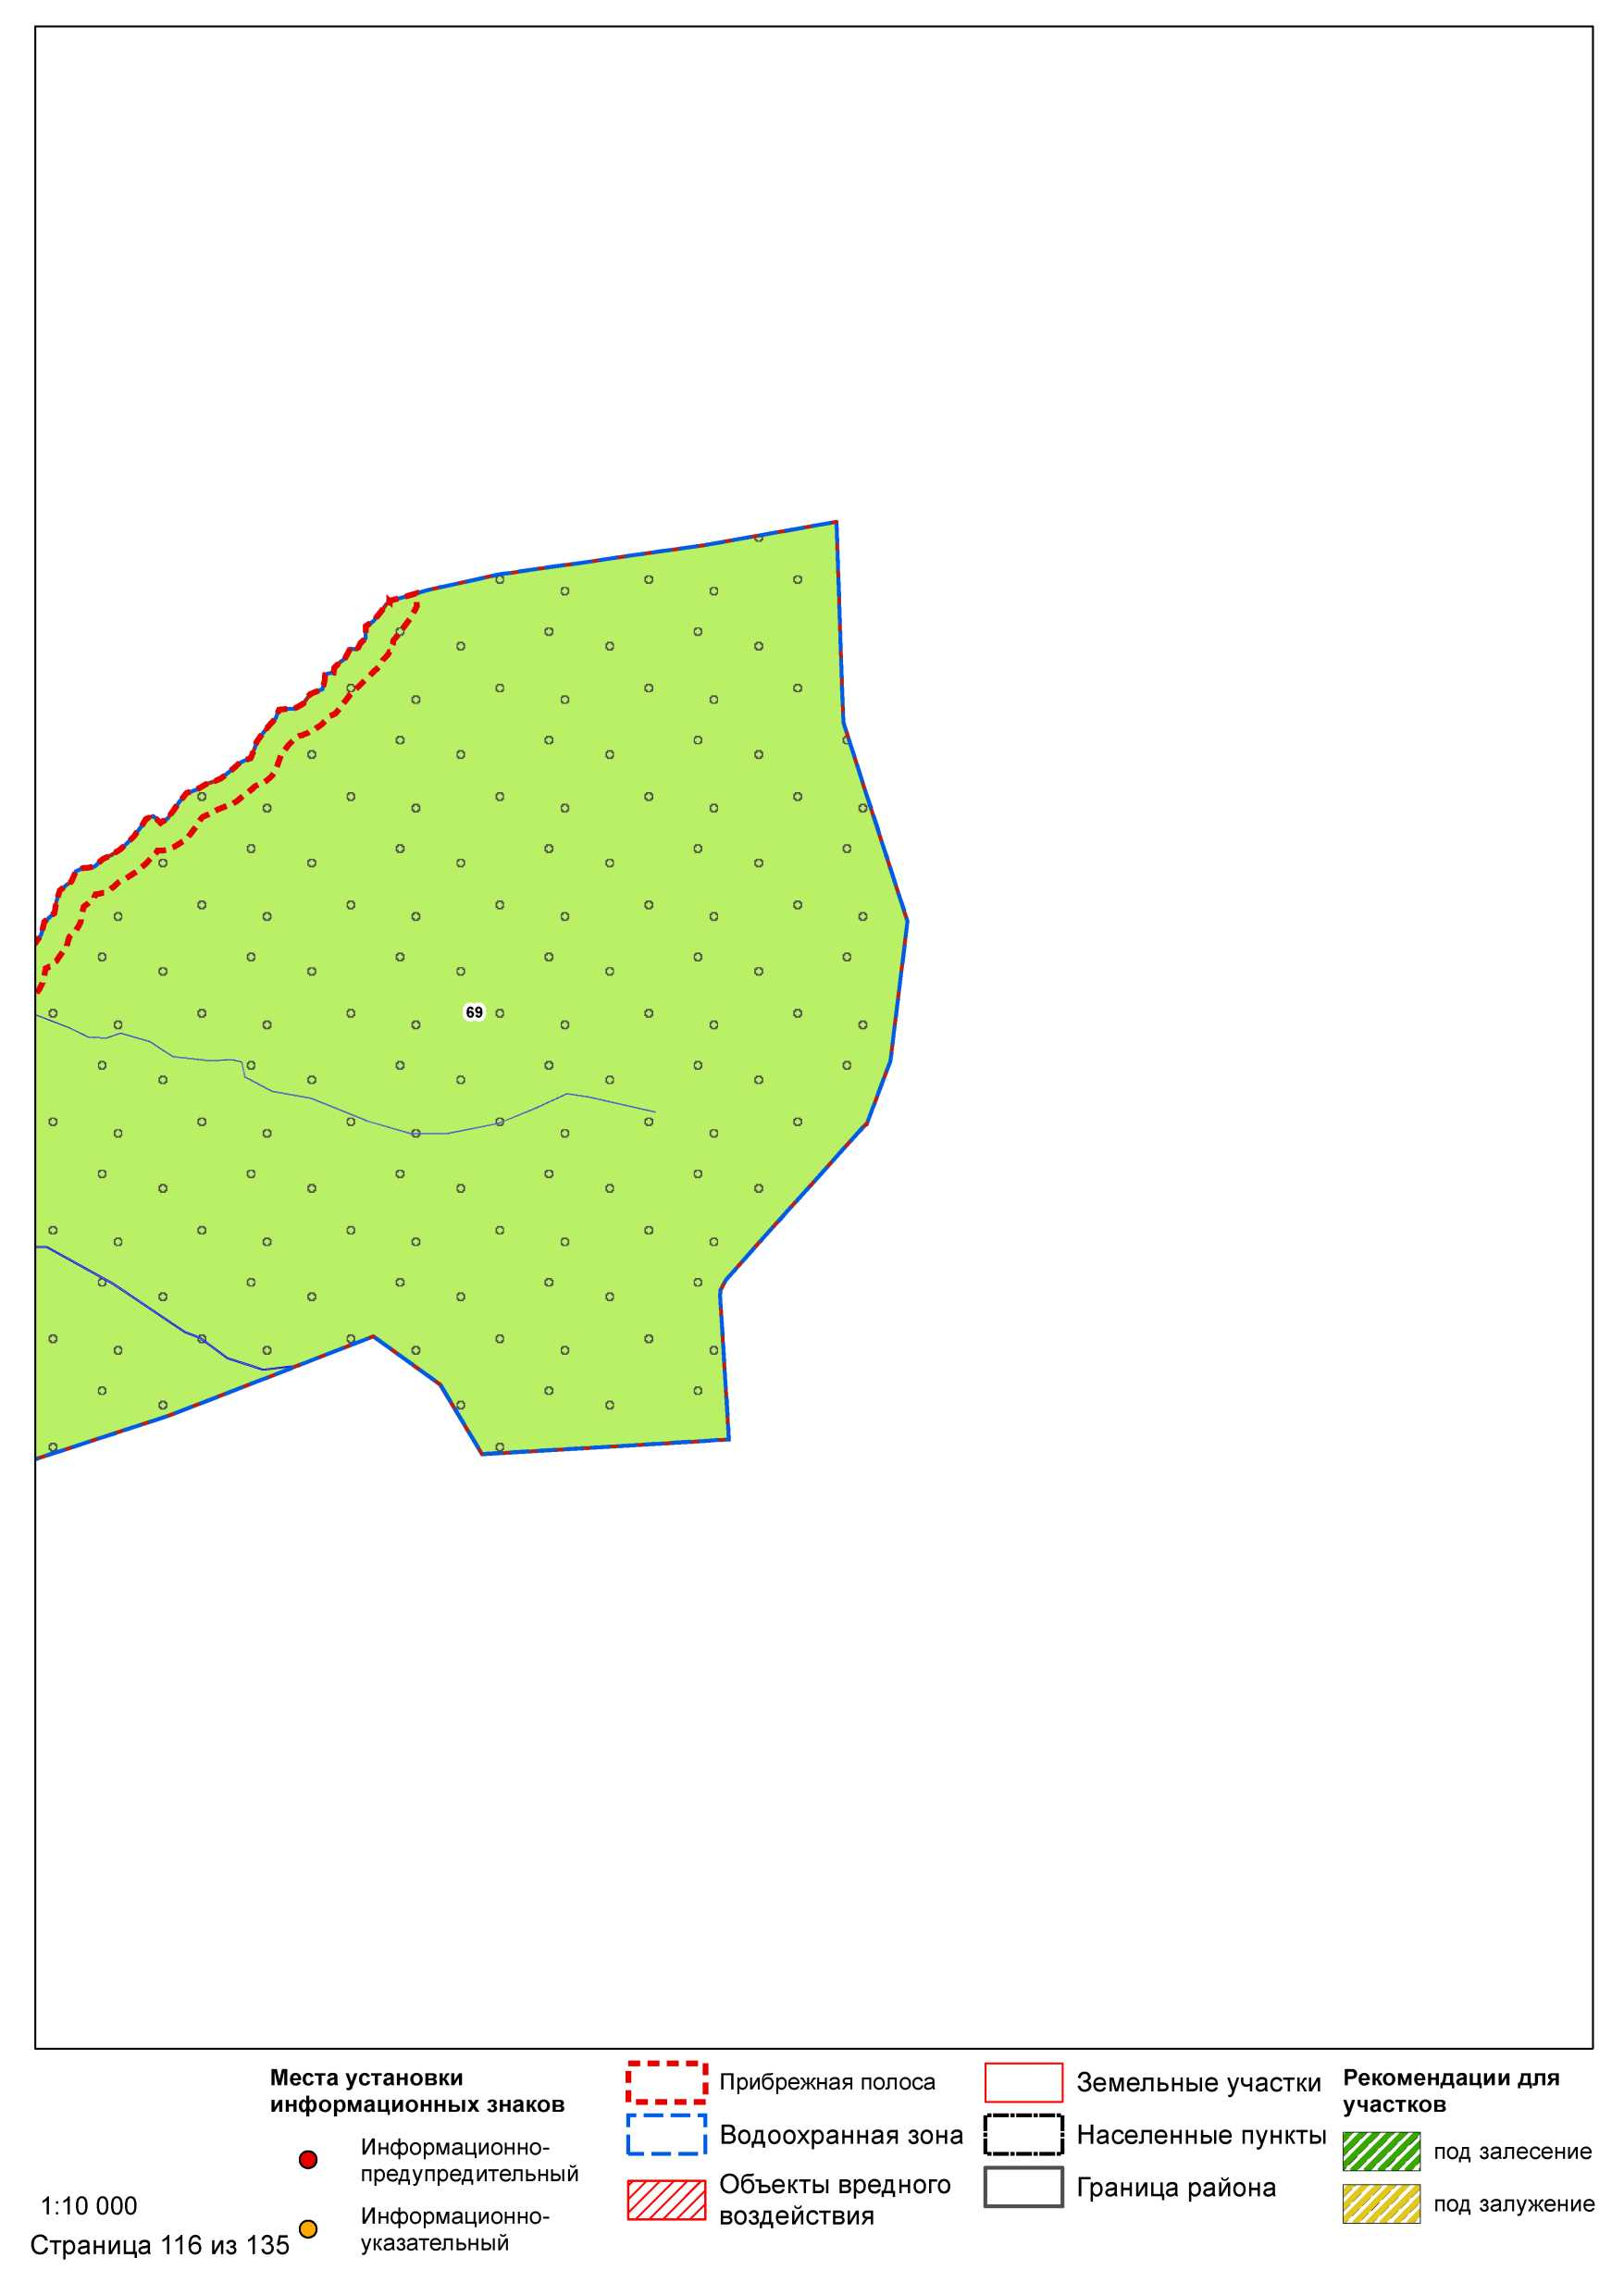 69
Места установки
информационных знаков
Информационно-
предупредительный
Информационно-
указательный
Прибрежная полоса
Водоохранная зона
Объекты вредного
воздействия
Земельные участки
Населенные пункты
Граница района
Рекомендации для
участков
под залесение
под залужение
1:10 000
Страница 116 из 135